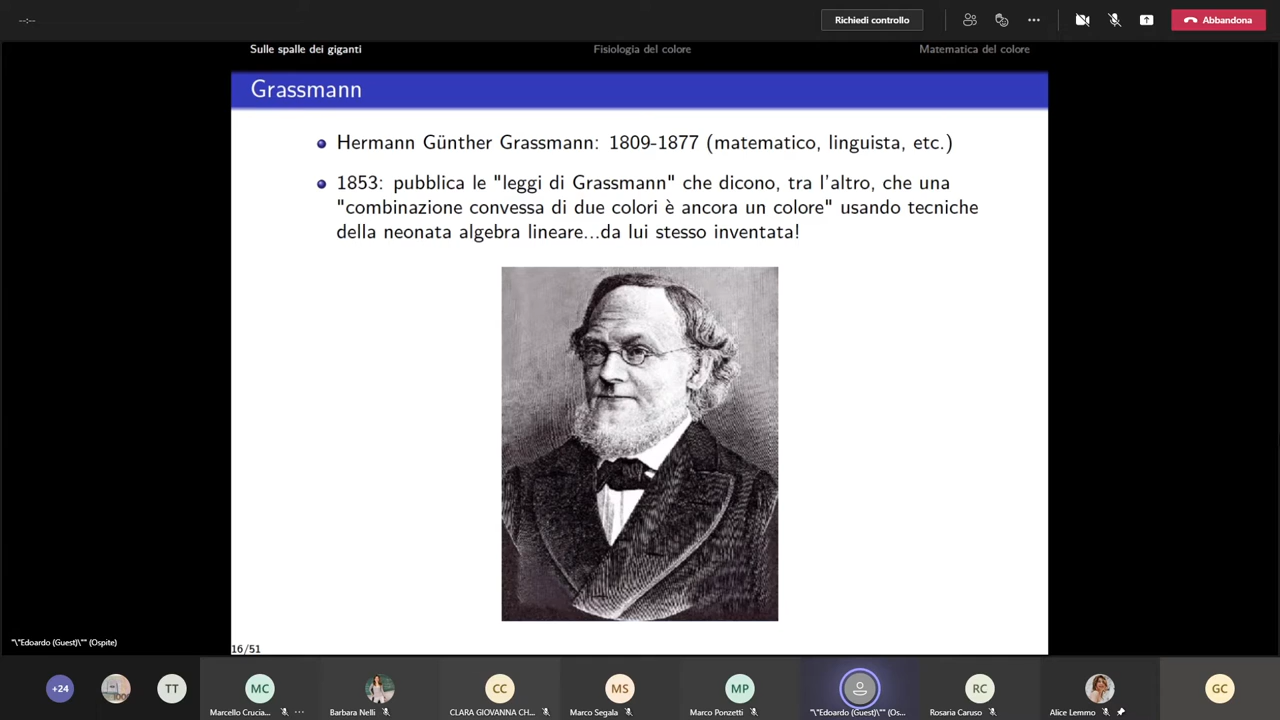 --:--
Richiedi controllo
Abbandona
Sulle spalle dei giganti
Fisiologia del colore
Matematica del colore
Grassmann
Hermann Günther Grassmann: 1809-1877 (matematico, linguista, etc.)
1853: pubblica le "leggi di Grassmann" che dicono, tra l'altro, che una
"combinazione convessa di due colori è ancora un colore" usando tecniche
della neonata algebra lineare...da lui stesso inventata!
"\"Edoardo (Guest)\"" (Ospite)
16/51
+24
TT
MC
CC
MS
MP
RC
GC
Marcello Crucia...
Barbara Nelli
CLARA GIOVANNA CH...
Marco Segala
Marco Ponzetti
"\"Edoardo (Guest)\"" (Os...
Rosaria Caruso
Alice Lemmo